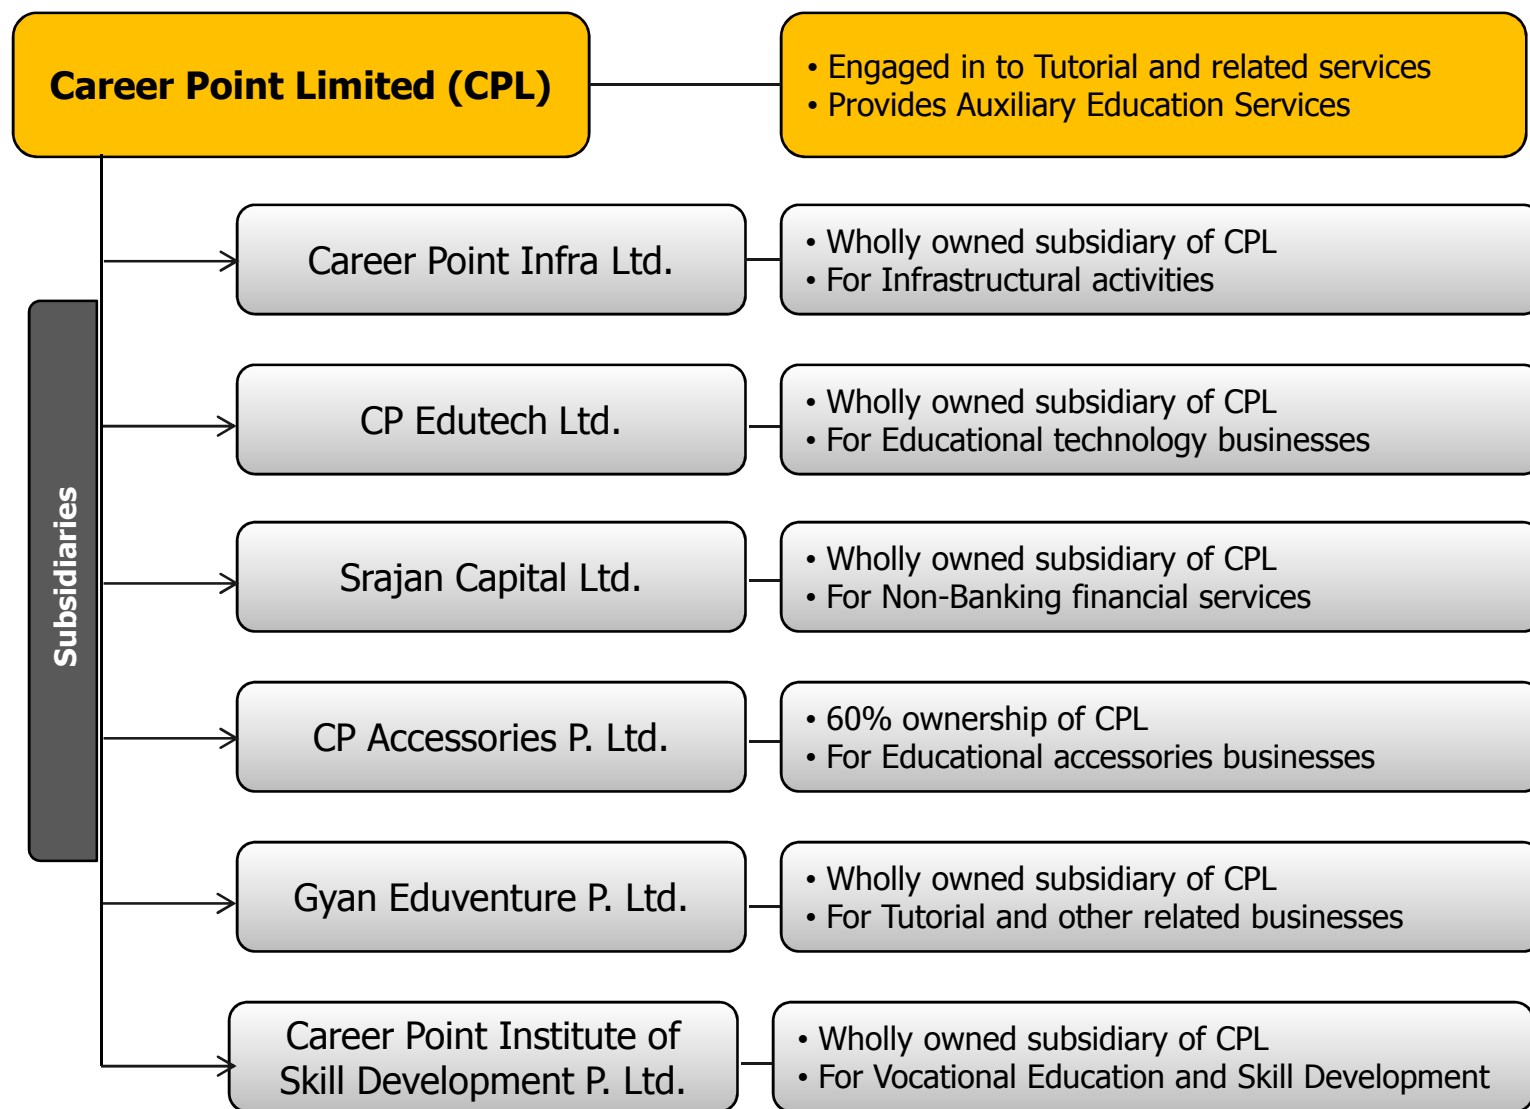 Career Point Limited (CPL)
• Engaged in to Tutorial and related services
• Provides Auxiliary Education Services
Subsidiaries
Career Point Infra Ltd.
• Wholly owned subsidiary of CPL
• For Infrastructural activities
CP Edutech Ltd.
• Wholly owned subsidiary of CPL
• For Educational technology businesses
Srajan Capital Ltd.
• Wholly owned subsidiary of CPL
• For Non-Banking financial services
CP Accessories P. Ltd.
• 60% ownership of CPL
• For Educational accessories businesses
Gyan Eduventure P. Ltd.
• Wholly owned subsidiary of CPL
• For Tutorial and other related businesses
Career Point Institute of
Skill Development P. Ltd.
• Wholly owned subsidiary of CPL
• For Vocational Education and Skill Development